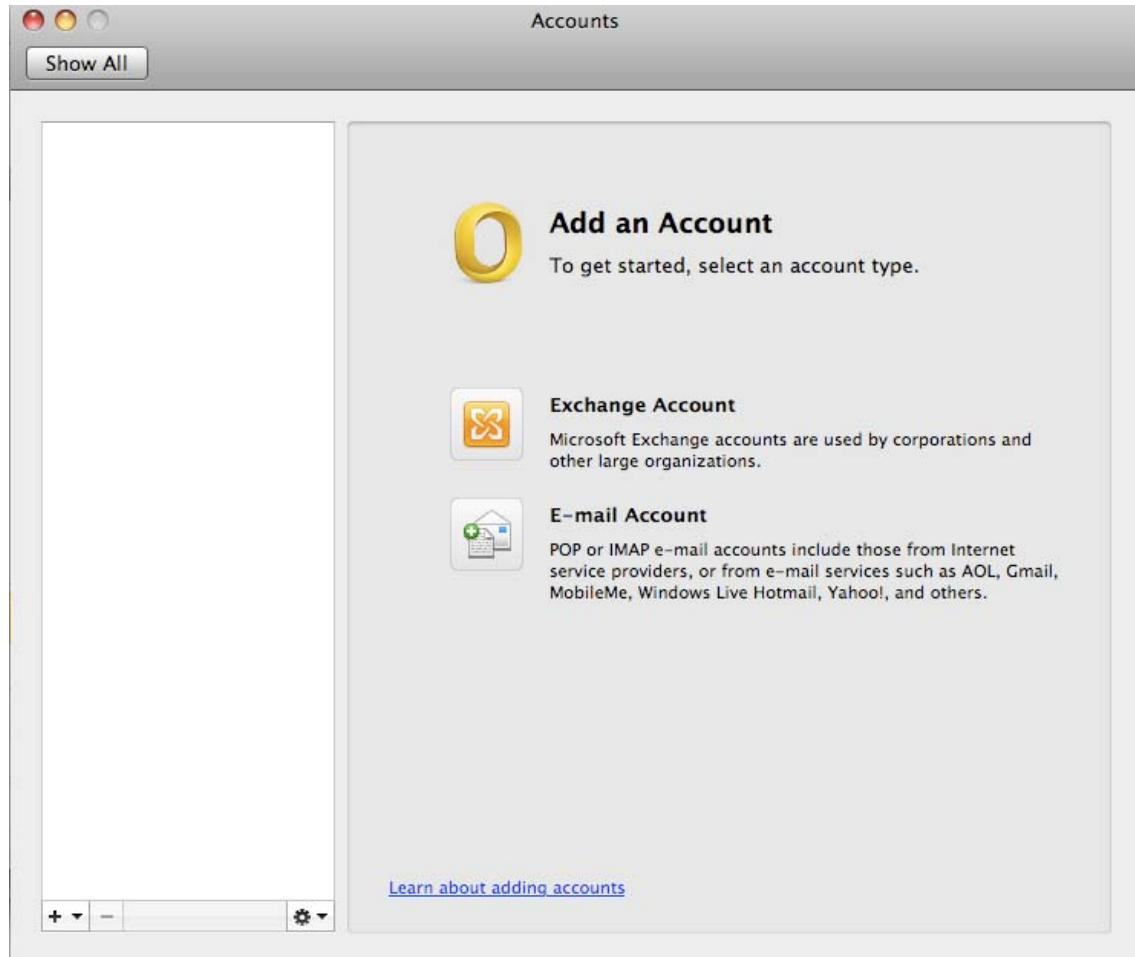 Accounts
Show All
Add an Account
To get started, select an account type.
Exchange Account
Microsoft Exchange accounts are used by corporations and
other large organizations.
E-mail Account
POP or IMAP e-mail accounts include those from Internet
service providers, or from e-mail services such as AOL, Gmail,
MobileMe, Windows Live Hotmail, Yahoo!, and others.
Learn about adding accounts